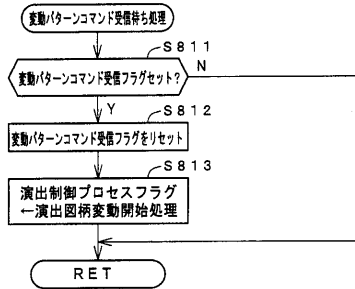 変動パターンコマンド受信待ち処理
S811
変動パターンコマンド受信フラグセット?
N
Y
S812
変動パターンコマンド受信フラグをリセット
S813
演出制御プロセスフラグ
←演出図柄変動開始処理
RET